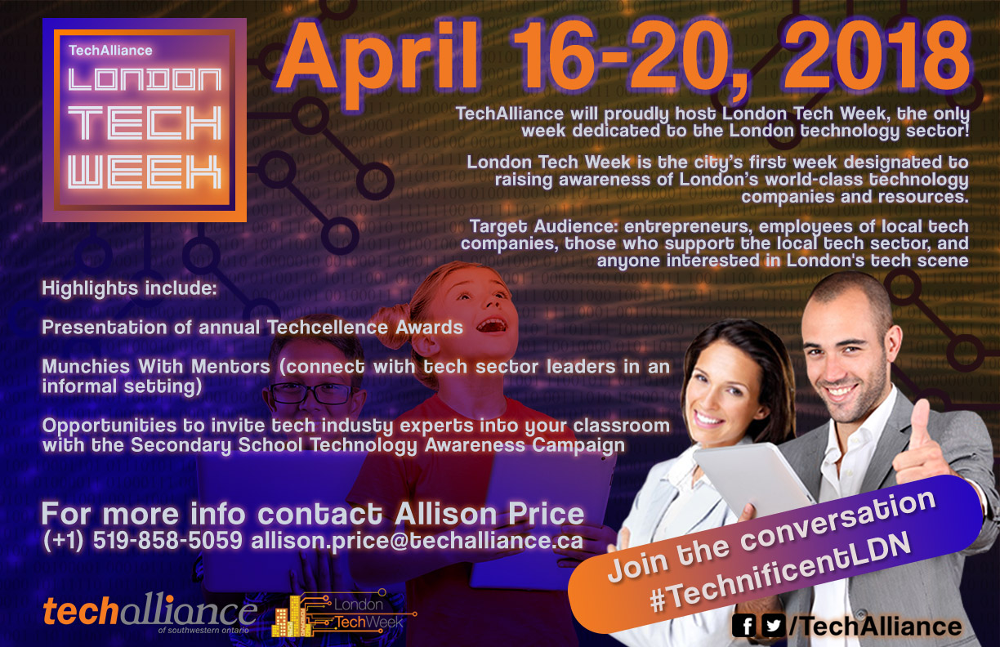 TechAlliance
LONDON
TECH
WEEK
April 16-20, 2018
TechAlliance will proudly host London Tech Week, the only
week dedicated to the London technology sector!
London Tech Week is the city's first week designated to
raising awareness of London's world-class technology
companies and resources.
Target Audience: entrepreneurs, employees of local tech
companies, those who support the local tech sector, and
anyone interested in London's tech scene
Highlights include:
Presentation of annual Techcellence Awards
Munchies With Mentors (connect with tech sector leaders in an
informal setting)
Opportunities to invite tech industy experts into your classroom
with the Secondary School Technology Awareness Campaign
For more info contact Allison Price
(+1) 519-858-5059 allison.price@techalliance.ca
Join the conversation
#TechnificentLDN
techalliance
of southwestern ontario
London
TechWeek
/TechAlliance